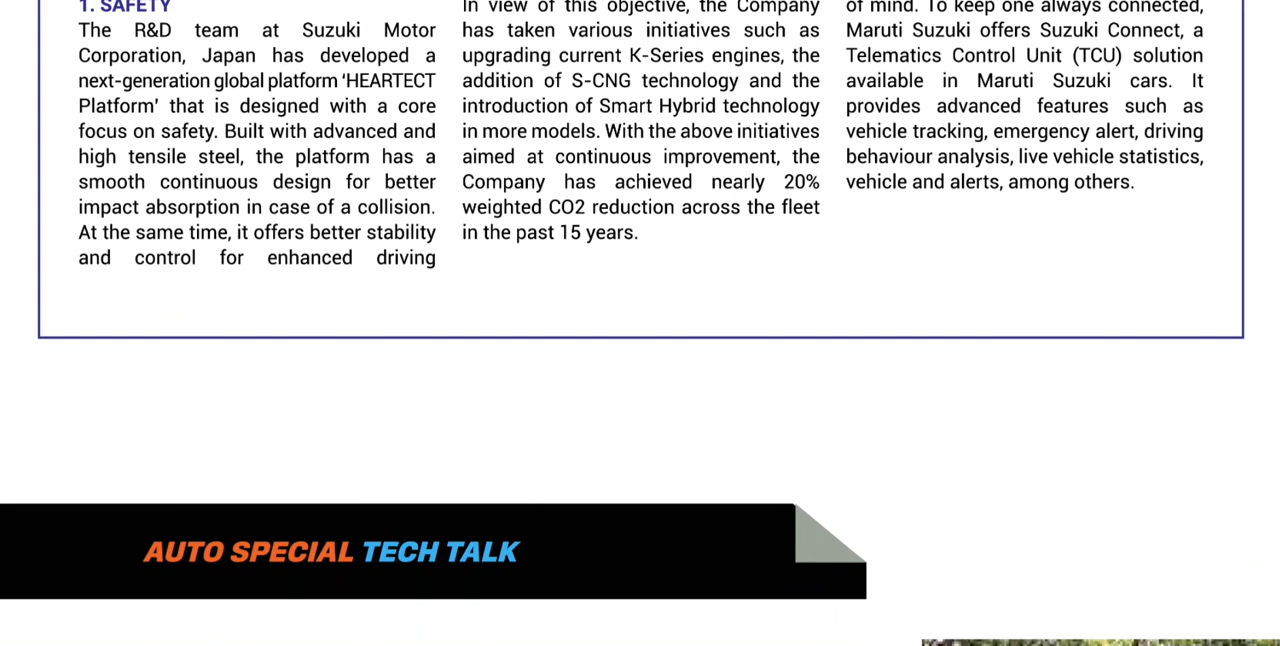 1. SAFETY
The R&D team at Suzuki Motor
Corporation, Japan has developed a
next-generation global platform ‘HEARTECT
Platform’ that is designed with a core
focus on safety. Built with advanced and
high tensile steel, the platform has a
smooth continuous design for better
impact absorption in case of a collision.
At the same time, it offers better stability
and control for enhanced driving
In view of this objective, the Company
has taken various initiatives such as
upgrading current K-Series engines, the
addition of S-CNG technology and the
introduction of Smart Hybrid technology
in more models. With the above initiatives
aimed at continuous improvement, the
Company has achieved nearly 20%
weighted CO2 reduction across the fleet
in the past 15 years.
of mind. To keep one always connected,
Maruti Suzuki offers Suzuki Connect, a
Telematics Control Unit (TCU) solution
available in Maruti Suzuki cars. It
provides advanced features such as
vehicle tracking, emergency alert, driving
behaviour analysis, live vehicle statistics,
vehicle and alerts, among others.
AUTO SPECIAL TECH TALK